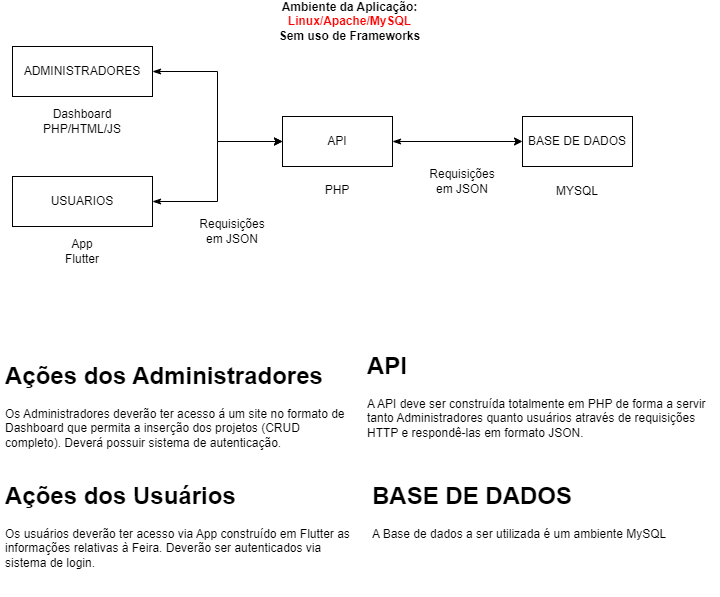 Ambiente da Aplicação:
Linux/Apache/MySQL
Sem uso de Frameworks
ADMINISTRADORES
Dashboard
PHP/HTML/JS
API
PHP
BASE DE DADOS
MYSQL
Requisições
em JSON
USUARIOS
App
Flutter
Requisições
em JSON
Ações dos Administradores
Os Administradores deverão ter acesso á um site no formato de
Dashboard que permita a inserção dos projetos (CRUD
completo). Deverá possuir sistema de autenticação.
API
A API deve ser construída totalmente em PHP de forma a servir
tanto Administradores quanto usuários através de requisições
HTTP e respondê-las em formato JSON.
Ações dos Usuários
Os usuários deverão ter acesso via App construído em Flutter as
informações relativas á Feira. Deverão ser autenticados via
sistema de login.
BASE DE DADOS
A Base de dados a ser utilizada é um ambiente MySQL